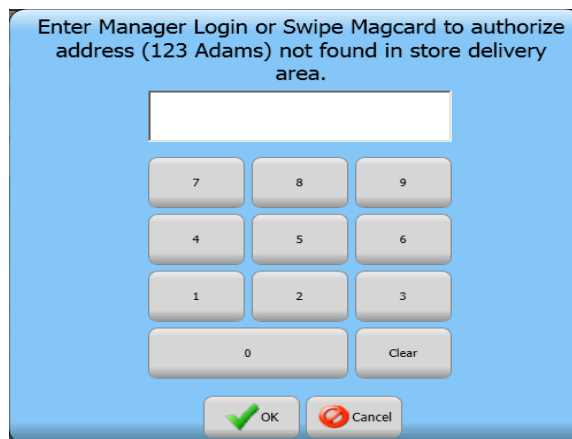 Enter Manager Login or Swipe Magcard to authorize
address (123 Adams) not found in store delivery
area.
7 8 9
4 5 6
1 2 3
0 Clear
OK Cancel